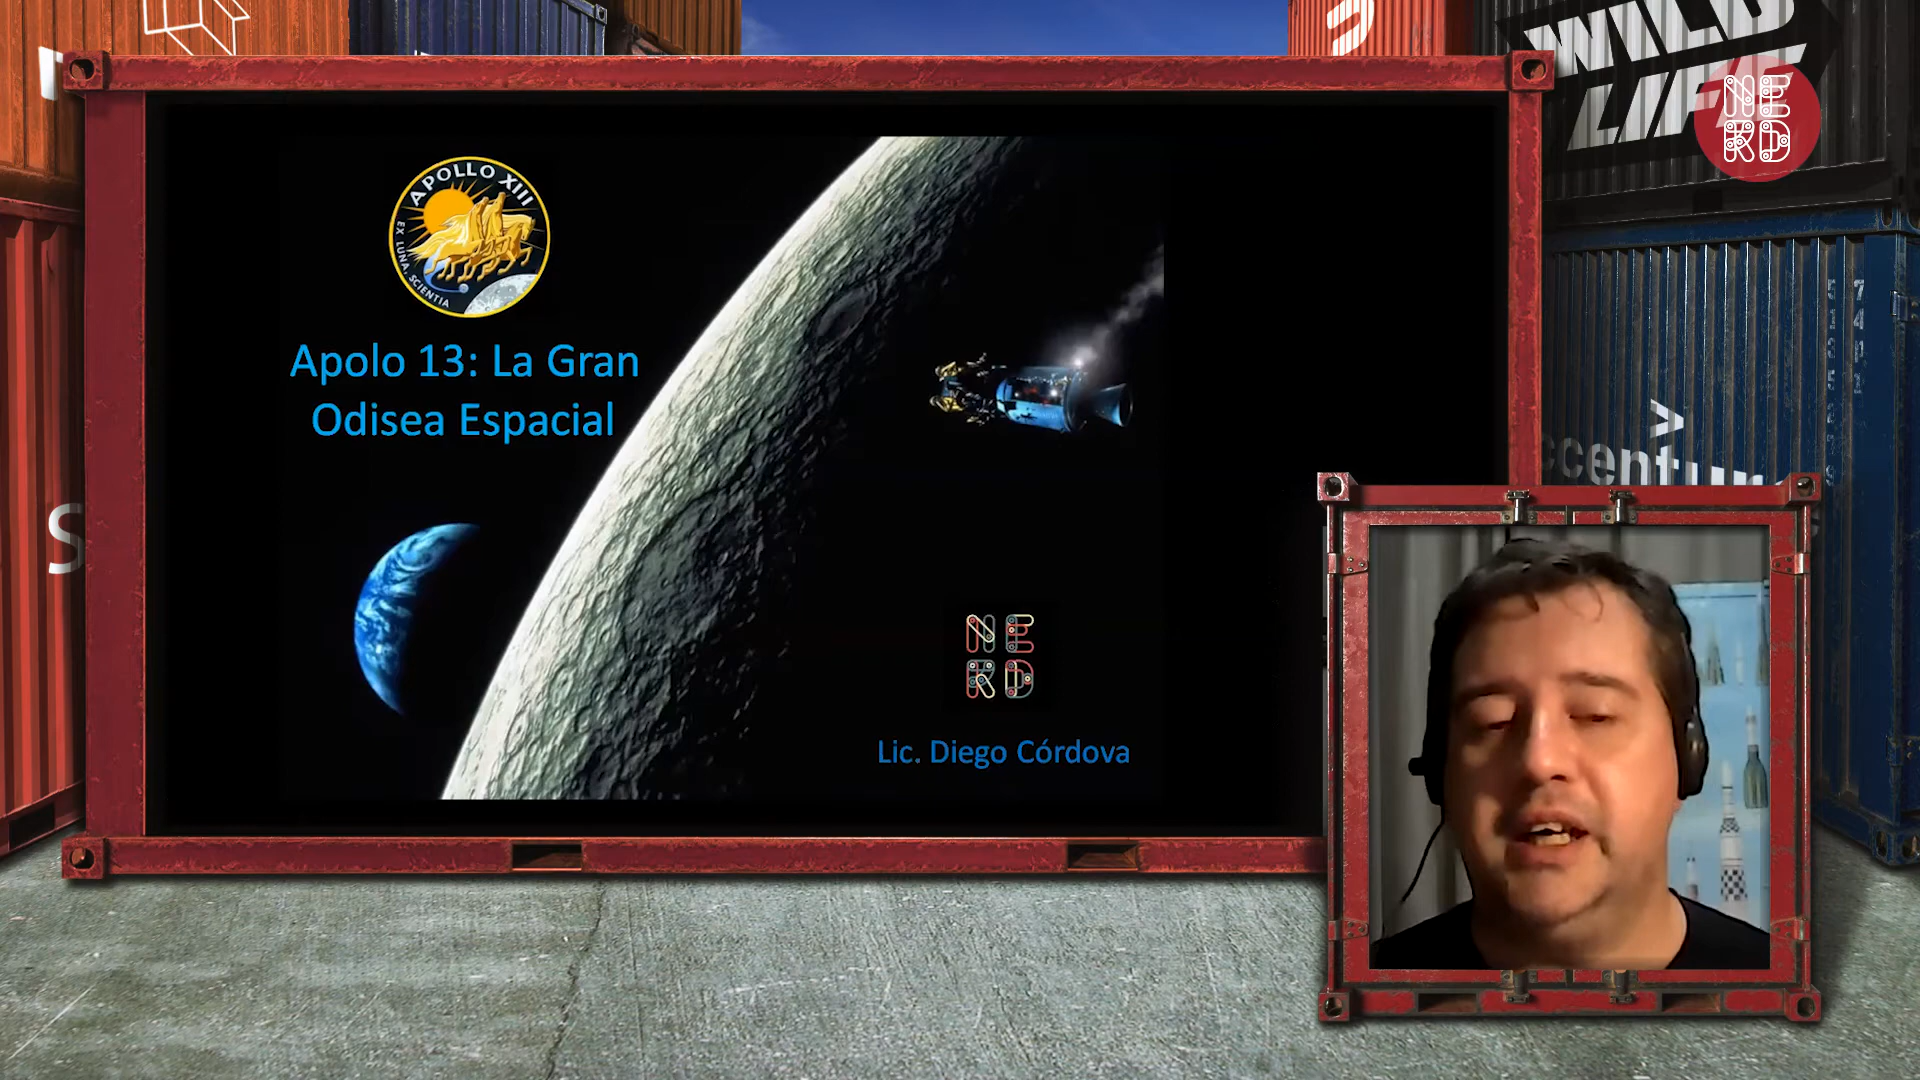 WILD
LIFE
NE
RD
APOLLO XIII
EX LUNA, SCIENTIA
Apolo 13: La Gran
Odisea Espacial
NE
RD
Lic. Diego Córdova